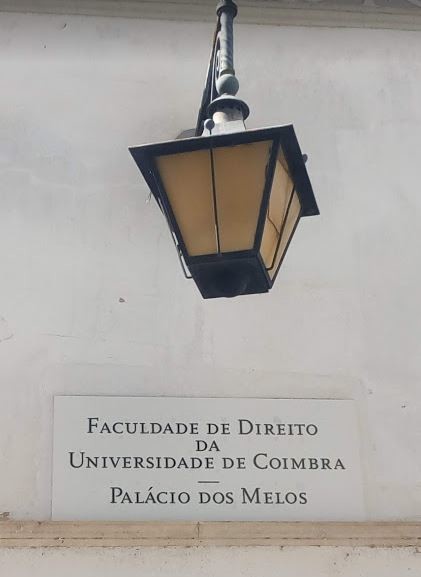 Faculdade de Direito
da
Universidade de Coimbra
—
Palácio dos Melos